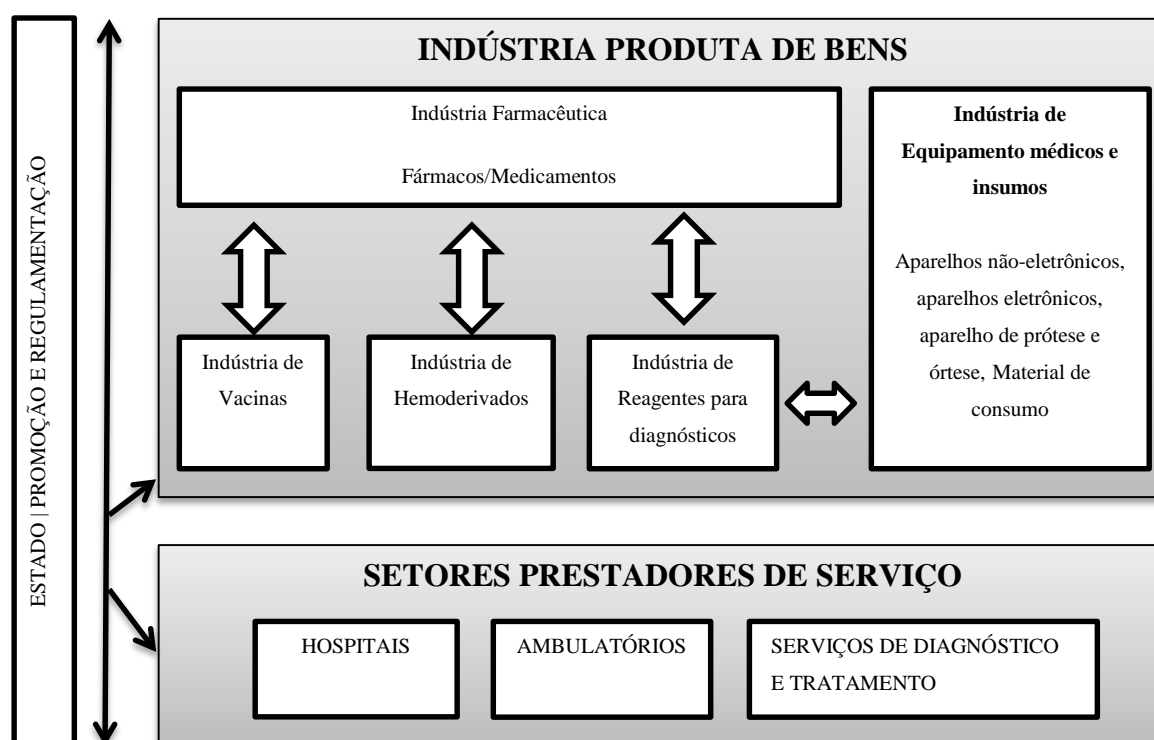 ESTADO | PROMOÇÃO E REGULAMENTAÇÃO
INDÚSTRIA PRODUTA DE BENS
Indústria Farmacêutica
Fármacos/Medicamentos
Indústria de
Equipamento médicos e
insumos
Aparelhos não-eletrônicos,
aparelhos eletrônicos,
aparelho de prótese e
órtese, Material de
consumo
Indústria de
Vacinas
Indústria de
Hemoderivados
Indústria de
Reagentes para
diagnósticos
SETORES PRESTADORES DE SERVIÇO
HOSPITAIS
AMBULATÓRIOS
SERVIÇOS DE DIAGNÓSTICO
E TRATAMENTO